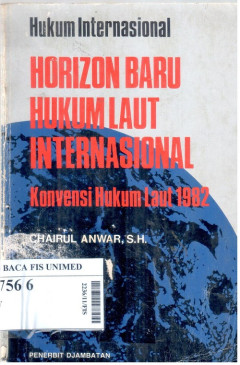 Hukum Internasional
HORIZON BARU
HUKUM LAUT
INTERNASIONAL
Konvensi Hukum Laut 1982
CHAIRUL ANWAR, S.H.
BACA FIS UNIMED
756 6
PENERBIT DJAMBATAN